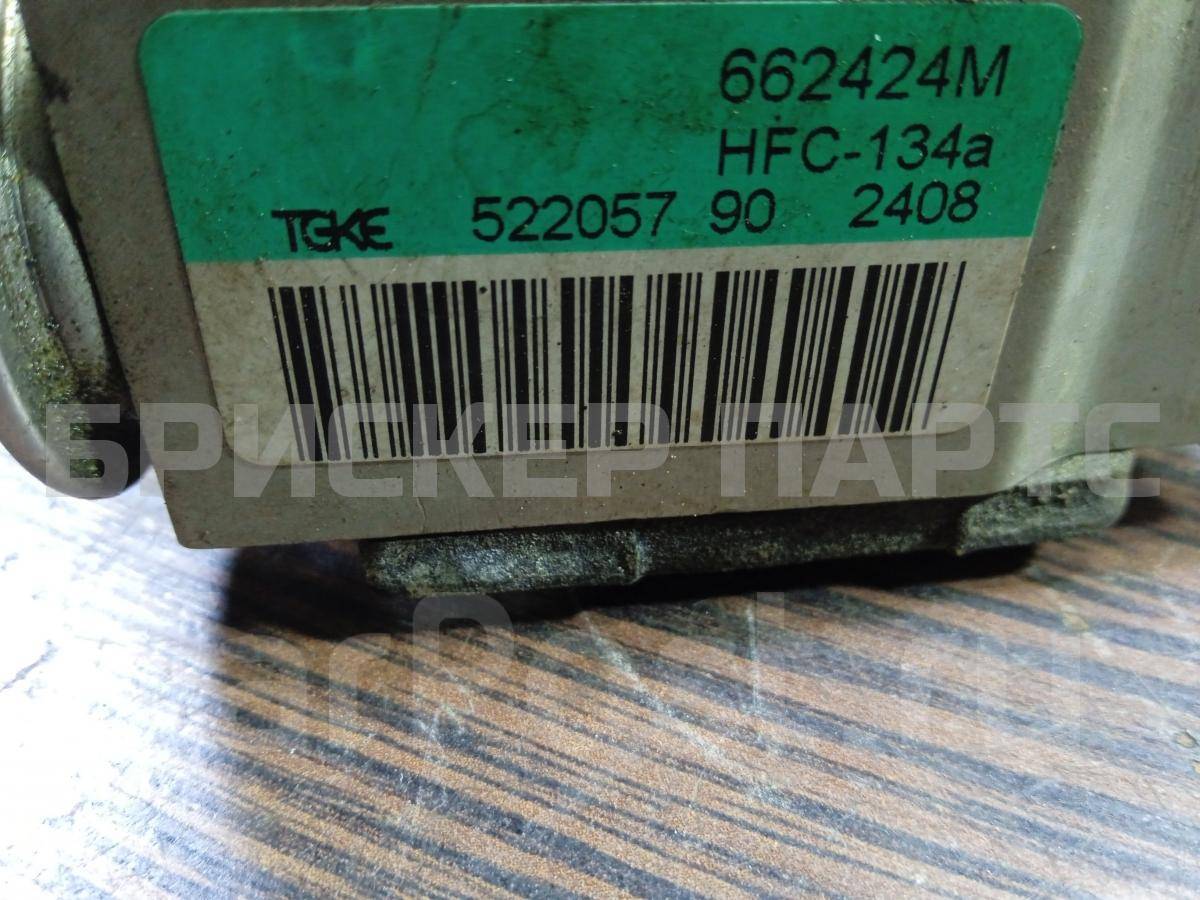 662424M
HFC-134a
TGKE 522057 90 2408
БРИСКЕР ПАРТС